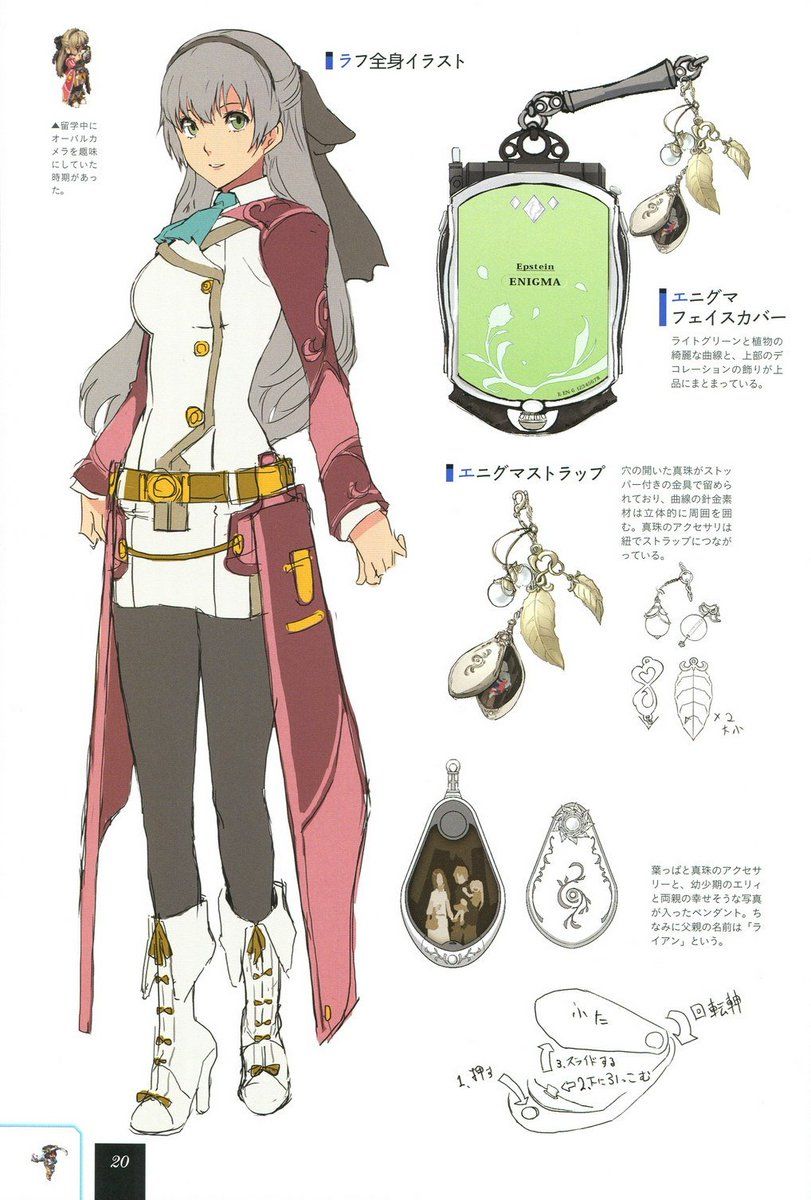 ラフ全身イラスト
▲留学中に
オーバルカ
メラを趣味
にしていた
時期があっ
た。
Epstein
ENIGMA
E-EN-G 12345678
エニグマ
フェイスカバー
ライトグリーンと植物の
綺麗な曲線と、上部のデ
コレーションの飾りが上
品にまとまっている。
エニグマストラップ
穴の開いた真珠がストッ
パー付きの金具で留めら
れており、曲線の針金素
材は立体的に周囲を囲
む。真珠のアクセサリは
紐でストラップにつなが
っている。
×2
大小
葉っぱと真珠のアクセサ
リーと、幼少期のエリィ
と両親の幸せそうな写真
が入ったペンダント。ち
なみに父親の名前は「ラ
イアン」という。
ふた
回転軸
3.スライドする
1.押す
2.下に引っこむ
20